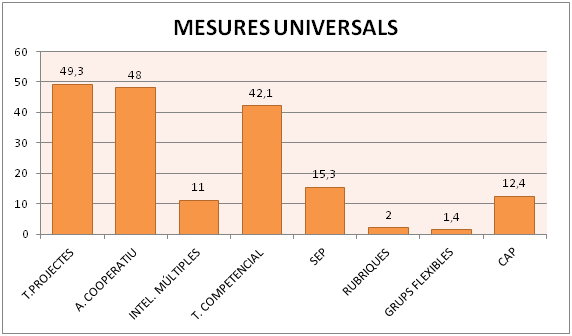 MESURES UNIVERSALS
60
50
40
30
20
10
0
49,3
48
11
42,1
15,3
2
1,4
12,4
T.PROJECTES
A. COOPERATIU
INTEL. MÚLTIPLES
T. COMPETENCIAL
SEP
RUBRIQUES
GRUPS FLEXIBLES
CAP